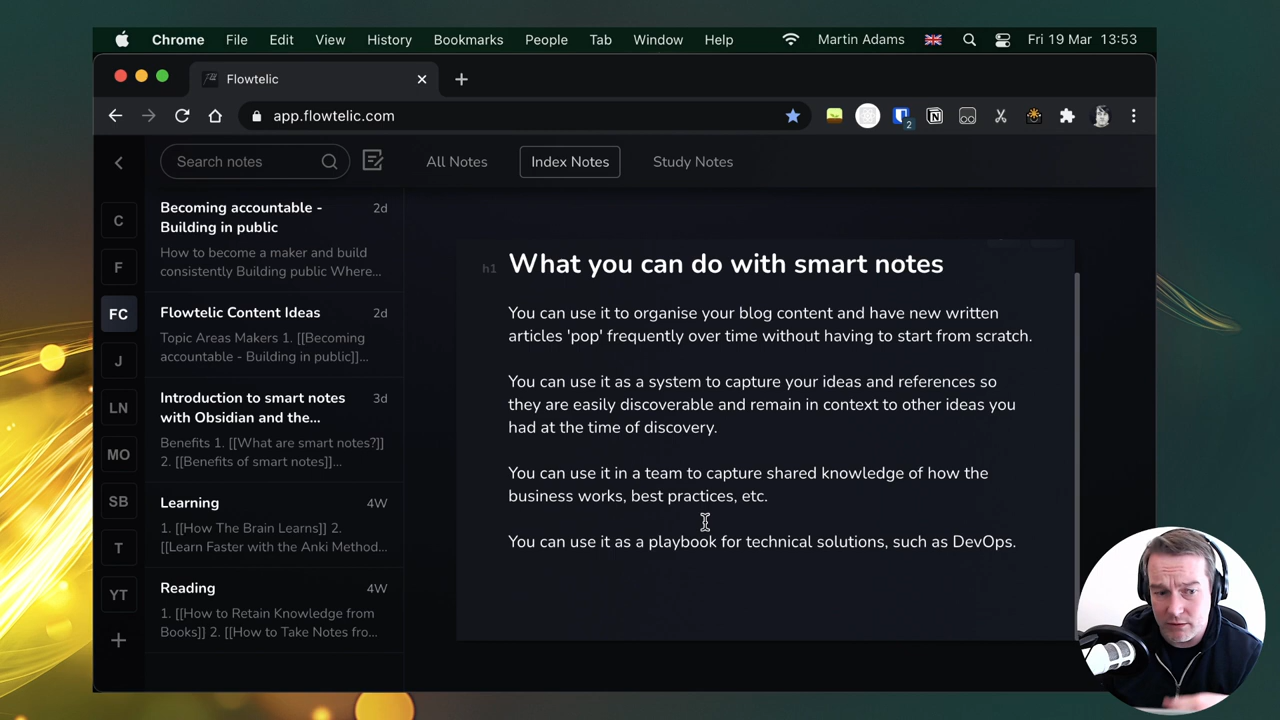 Chrome File Edit View History Bookmarks People Tab Window Help Martin Adams Fri 19 Mar 13:53
Flowtelic
app.flowtelic.com
2
Search notes
All Notes Index Notes Study Notes
C
F
FC
J
LN
MO
SB
T
YT
Becoming accountable - 2d
Building in public
How to become a maker and build
consistently Building public Where...
Flowtelic Content Ideas 2d
Topic Areas Makers 1. [[Becoming
accountable - Building in public]]...
Introduction to smart notes 3d
with Obsidian and the...
Benefits 1. [[What are smart notes?]]
2. [[Benefits of smart notes]]...
Learning 4W
1. [[How The Brain Learns]] 2.
[[Learn Faster with the Anki Method...
Reading 4W
1. [[How to Retain Knowledge from
Books]] 2. [[How to Take Notes fro...
h1 What you can do with smart notes
You can use it to organise your blog content and have new written
articles 'pop' frequently over time without having to start from scratch.
You can use it as a system to capture your ideas and references so
they are easily discoverable and remain in context to other ideas you
had at the time of discovery.
You can use it in a team to capture shared knowledge of how the
business works, best practices, etc.
You can use it as a playbook for technical solutions, such as DevOps.